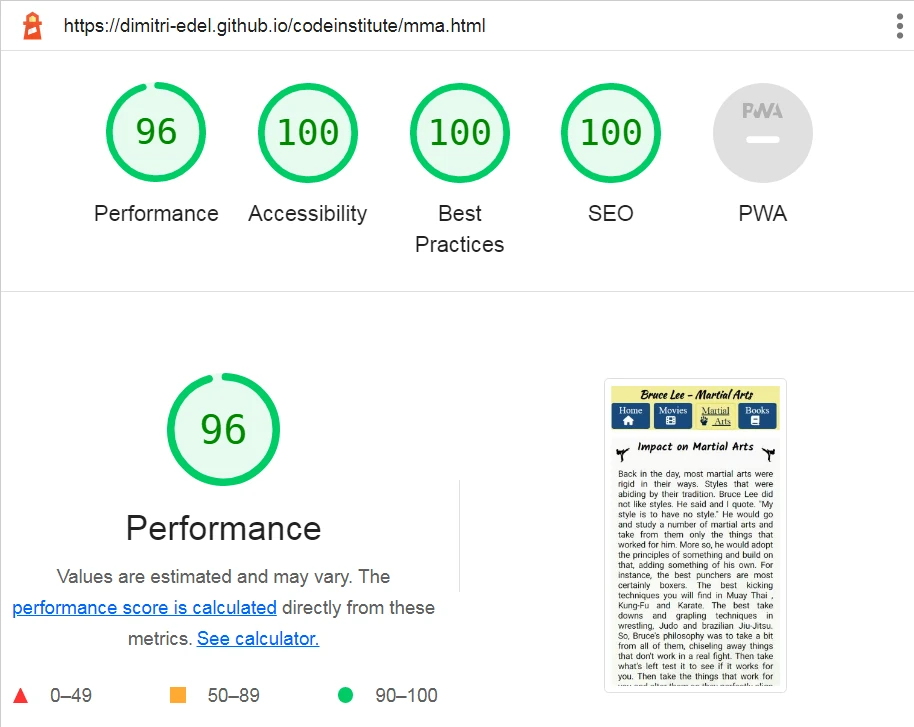 https://dimitri-edel.github.io/codeinstitute/mma.html
96
100
100
100
PWA
Performance
Accessibility
Best
Practices
SEO
PWA
96
Performance
Values are estimated and may vary. The
performance score is calculated directly from these
metrics. See calculator.
0–49
50–89
90–100
Bruce Lee - Martial Arts
Home
Movies
Martial
Arts
Books
Impact on Martial Arts
Back in the day, most martial arts were
rigid in their ways. Styles that were
abiding by their tradition. Bruce Lee did
not like styles. He said and I quote. "My
style is to have no style." He would go
and study a number of martial arts and
take from them only the things that
worked for him. More so, he would adopt
the principles of something and build on
that, adding something of his own. For
instance, the best punchers are most
certainly boxers. The best kicking
techniques you will find in Muay Thai ,
Kung-Fu and Karate. The best take
downs and grapling techniques in
wrestling, Judo and brazilian Jiu-Jitsu.
So, Bruce's philosophy was to take a bit
from all of them, chiseling away things
that don't work in a real fight. Then take
what's left test it to see if it works for
you. Then take the things that work for
you and alter them so they perfectly align